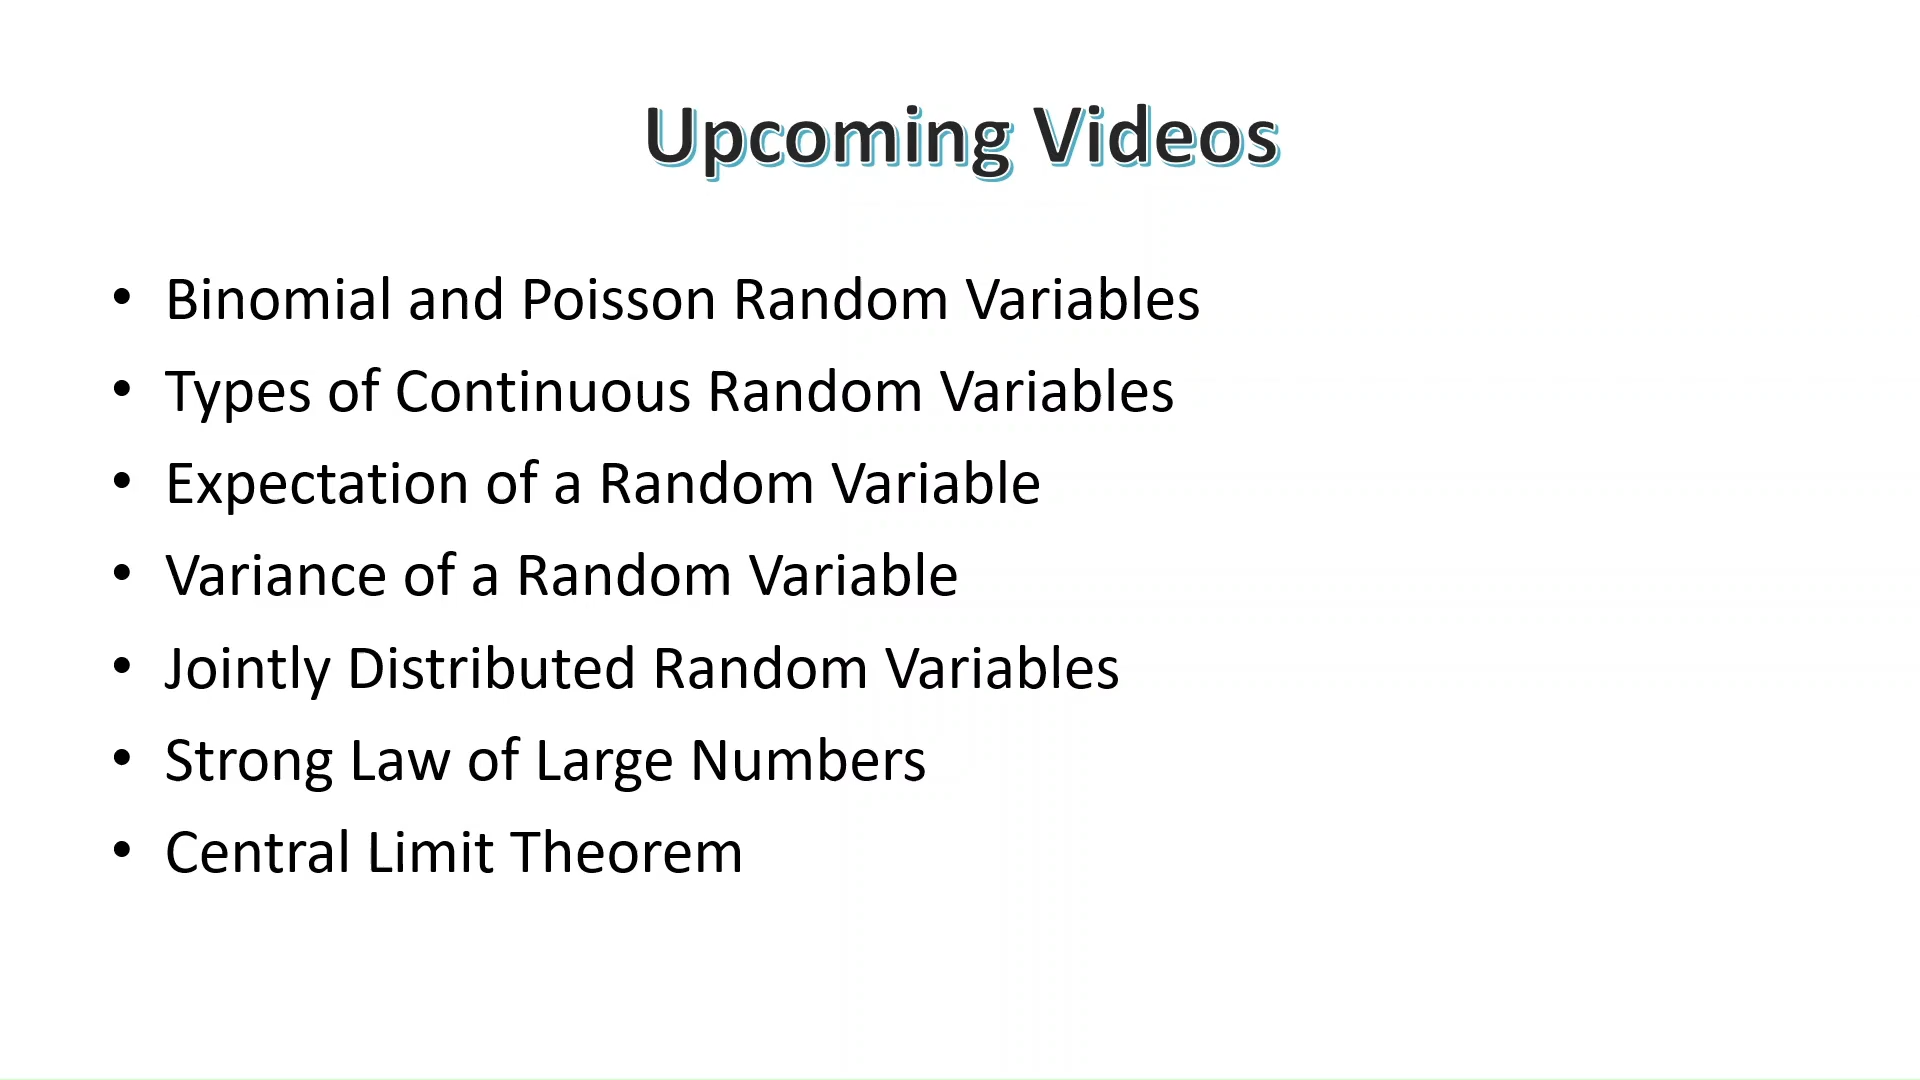 Upcoming Videos
• Binomial and Poisson Random Variables
• Types of Continuous Random Variables
• Expectation of a Random Variable
• Variance of a Random Variable
• Jointly Distributed Random Variables
• Strong Law of Large Numbers
• Central Limit Theorem